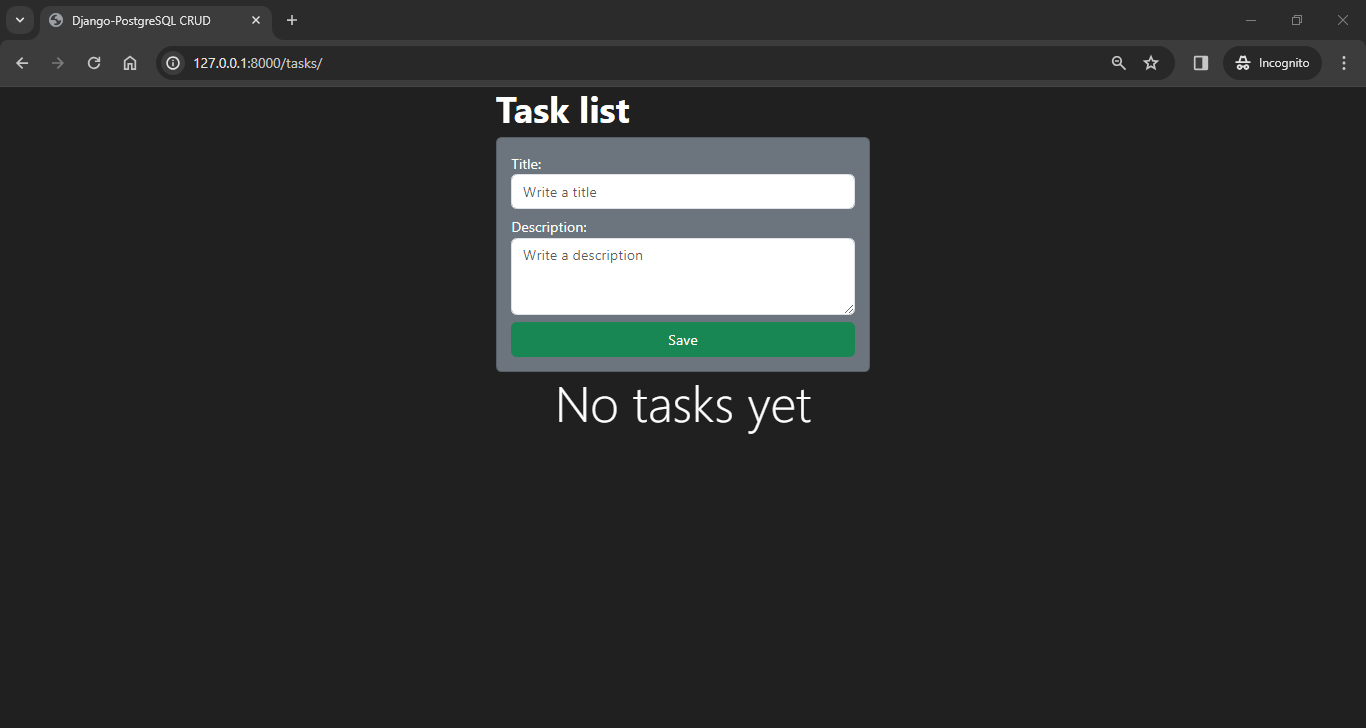 Django-PostgreSQL CRUD
127.0.0.1:8000/tasks/
Incognito
Task list
Title:
Write a title
Description:
Write a description
Save
No tasks yet